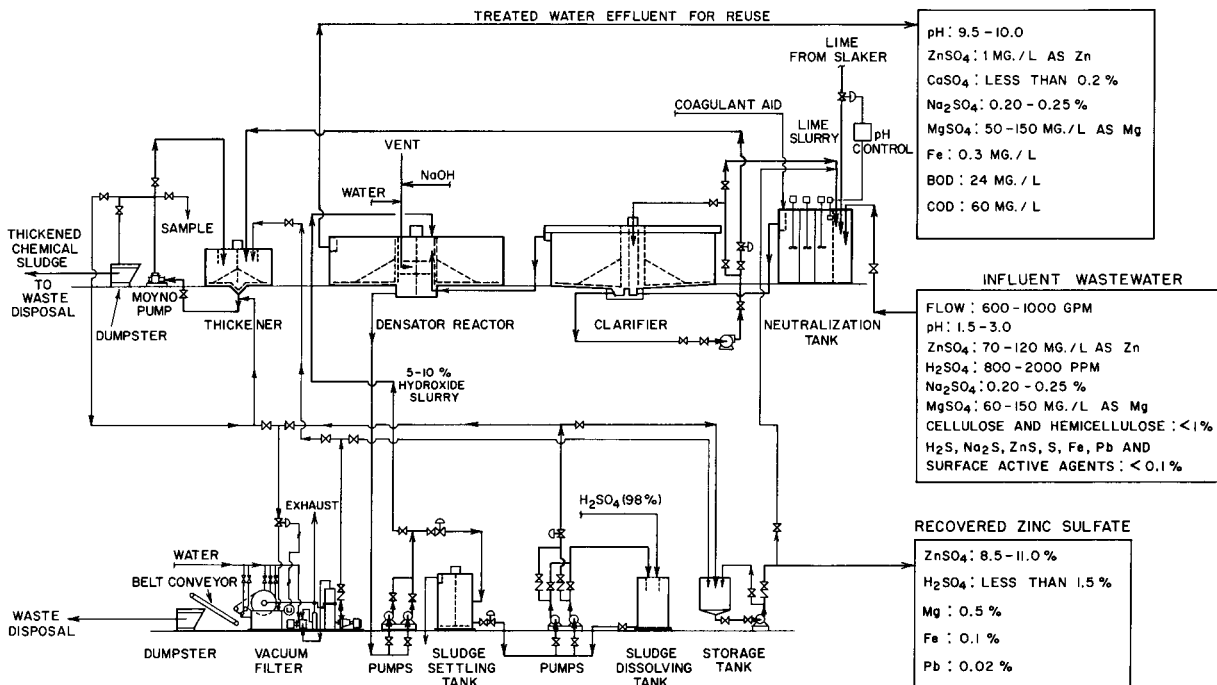 TREATED WATER EFFLUENT FOR REUSE
pH: 9.5-10.0
ZnSO4: 1 MG./L AS Zn
CaSO4: LESS THAN 0.2 %
Na2SO4: 0.20-0.25 %
MgSO4: 50-150 MG./L AS Mg
Fe: 0.3 MG./L
BOD: 24 MG./L
COD: 60 MG./L
LIME
FROM SLAKER
COAGULANT AID
LIME
SLURRY
pH
CONTROL
VENT
NaOH
WATER
SAMPLE
THICKENED
CHEMICAL
SLUDGE
TO
WASTE
DISPOSAL
MOYNO
PUMP
DUMPSTER
THICKENER
DENSATOR REACTOR
CLARIFIER
NEUTRALIZATION
TANK
INFLUENT WASTEWATER
FLOW: 600-1000 GPM
pH: 1.5-3.0
ZnSO4: 70-120 MG./L AS Zn
H2SO4: 800-2000 PPM
Na2SO4: 0.20-0.25 %
MgSO4: 60-150 MG./L AS Mg
CELLULOSE AND HEMICELLULOSE: <1%
H2S, Na2S, ZnS, S, Fe, Pb AND
SURFACE ACTIVE AGENTS: <0.1%
5-10 %
HYDROXIDE
SLURRY
EXHAUST
H2SO4 (98%)
WATER
BELT CONVEYOR
WASTE
DISPOSAL
DUMPSTER
VACUUM
FILTER
PUMPS
SLUDGE
SETTLING
TANK
PUMPS
SLUDGE
DISSOLVING
TANK
STORAGE
TANK
RECOVERED ZINC SULFATE
ZnSO4: 8.5-11.0 %
H2SO4: LESS THAN 1.5 %
Mg: 0.5 %
Fe: 0.1 %
Pb: 0.02 %